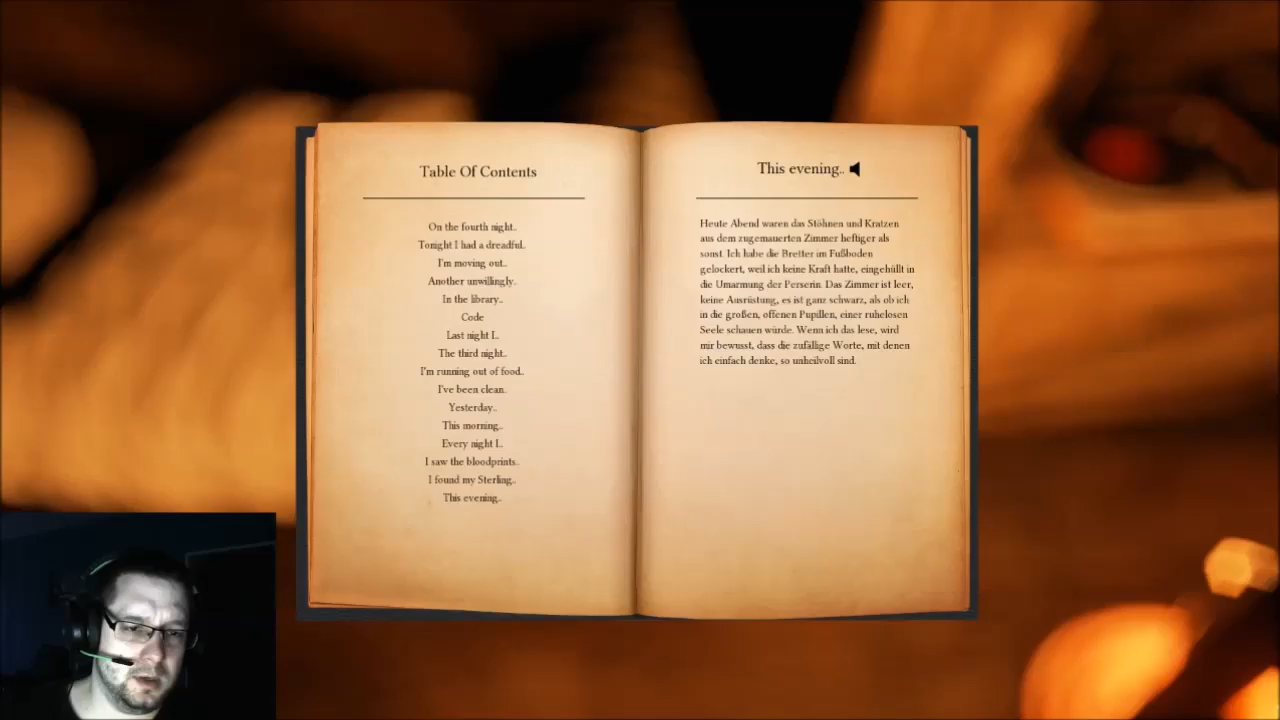 Table Of Contents
On the fourth night..
Tonight I had a dreadful..
I'm moving out..
Another unwillingly..
In the library..
Code
Last night I..
The third night..
I'm running out of food..
I've been clean..
Yesterday..
This morning..
Every night I..
I saw the bloodprints..
I found my Sterling..
This evening..
This evening..
Heute Abend waren das Stöhnen und Kratzen
aus dem zugemauerten Zimmer heftiger als
sonst. Ich habe die Bretter im Fußboden
gelockert, weil ich keine Kraft hatte, eingehüllt in
die Umarmung der Perserin. Das Zimmer ist leer,
keine Ausrüstung, es ist ganz schwarz, als ob ich
in die großen, offenen Pupillen, einer ruhelosen
Seele schauen würde. Wenn ich das lese, wird
mir bewusst, dass die zufällige Worte, mit denen
ich einfach denke, so unheilvoll sind.